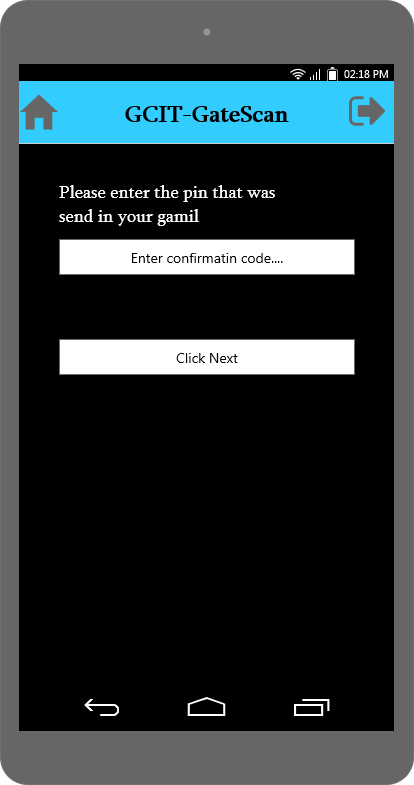 02:18 PM
GCIT-GateScan
Please enter the pin that was
send in your gamil
Enter confirmatin code....
Click Next